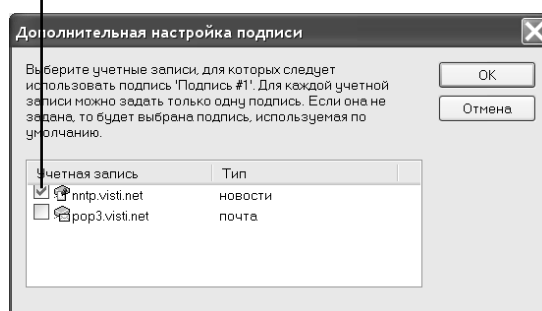 Дополнительная настройка подписи
Выберите учетные записи, для которых следует
использовать подпись 'Подпись #1'. Для каждой учетной
записи можно задать только одну подпись. Если она не
задана, то будет выбрана подпись, используемая по
умолчанию.
ОК
Отмена
Учетная запись Тип
nntp.visti.net новости
pop3.visti.net почта